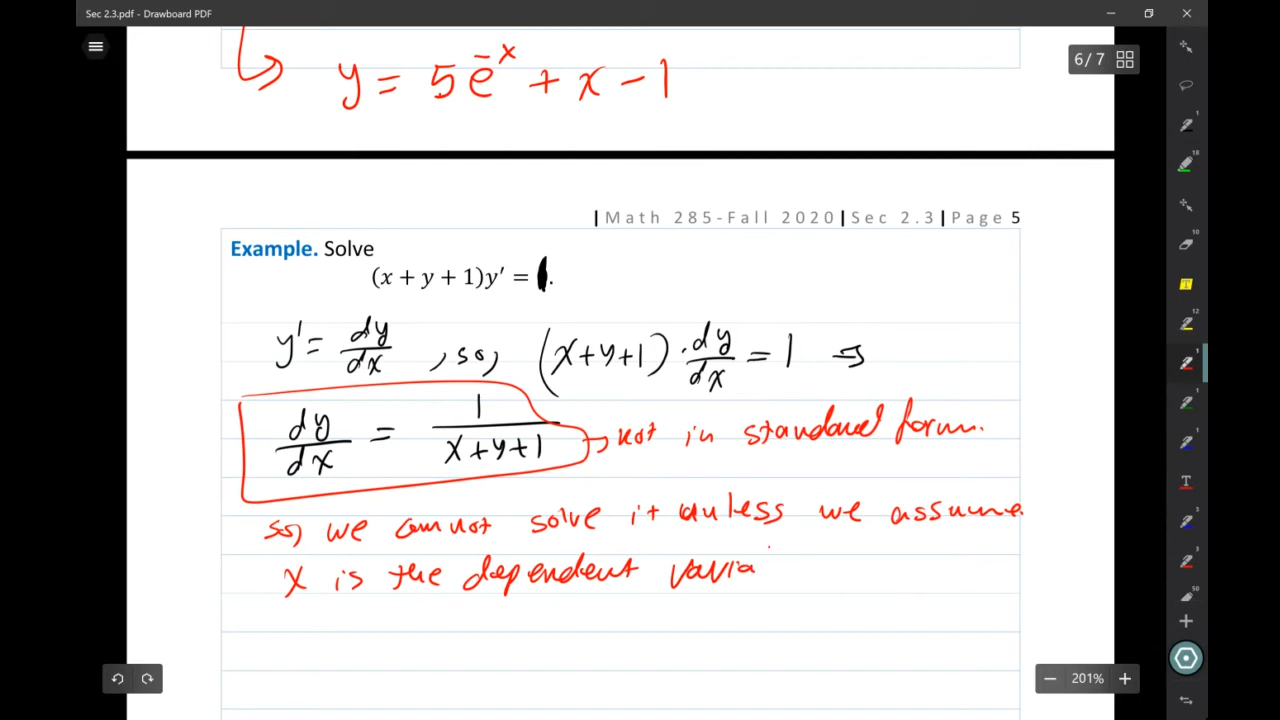 Sec 2.3.pdf - Drawboard PDF
6 / 7
y = 5e⁻ˣ + x - 1
|Math 285-Fall 2020|Sec 2.3|Page 5
Example. Solve
(x + y + 1)y′ = 1.
y' = dy/dx , so, (x+y+1) · dy/dx = 1 ⇒
dy/dx = 1/(x+y+1) → not in standard form.
so, we cannot solve it unless we assume
x is the dependent varia
201%